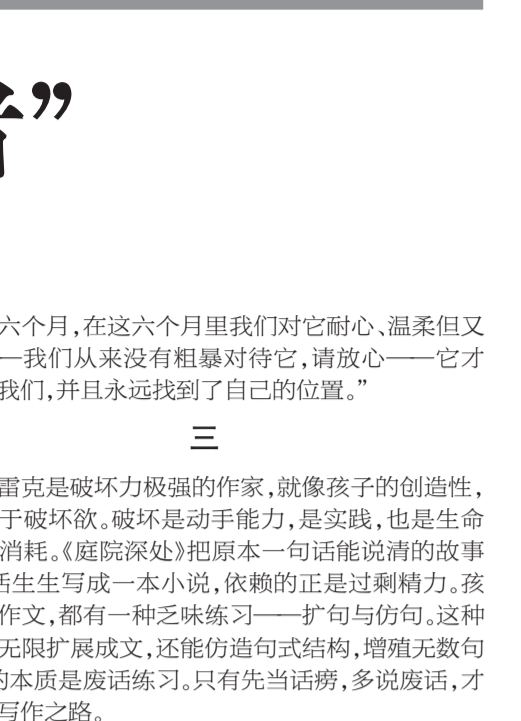 ”
六个月,在这六个月里我们对它耐心、温柔但又
—我们从来没有粗暴对待它,请放心——它才
我们,并且永远找到了自己的位置。”
三
雷克是破坏力极强的作家,就像孩子的创造性,
于破坏欲。破坏是动手能力,是实践,也是生命
消耗。《庭院深处》把原本一句话能说清的故事
活生生写成一本小说,依赖的正是过剩精力。孩
作文,都有一种乏味练习——扩句与仿句。这种
无限扩展成文,还能仿造句式结构,增殖无数句
的本质是废话练习。只有先当话痨,多说废话,才
写作之路。